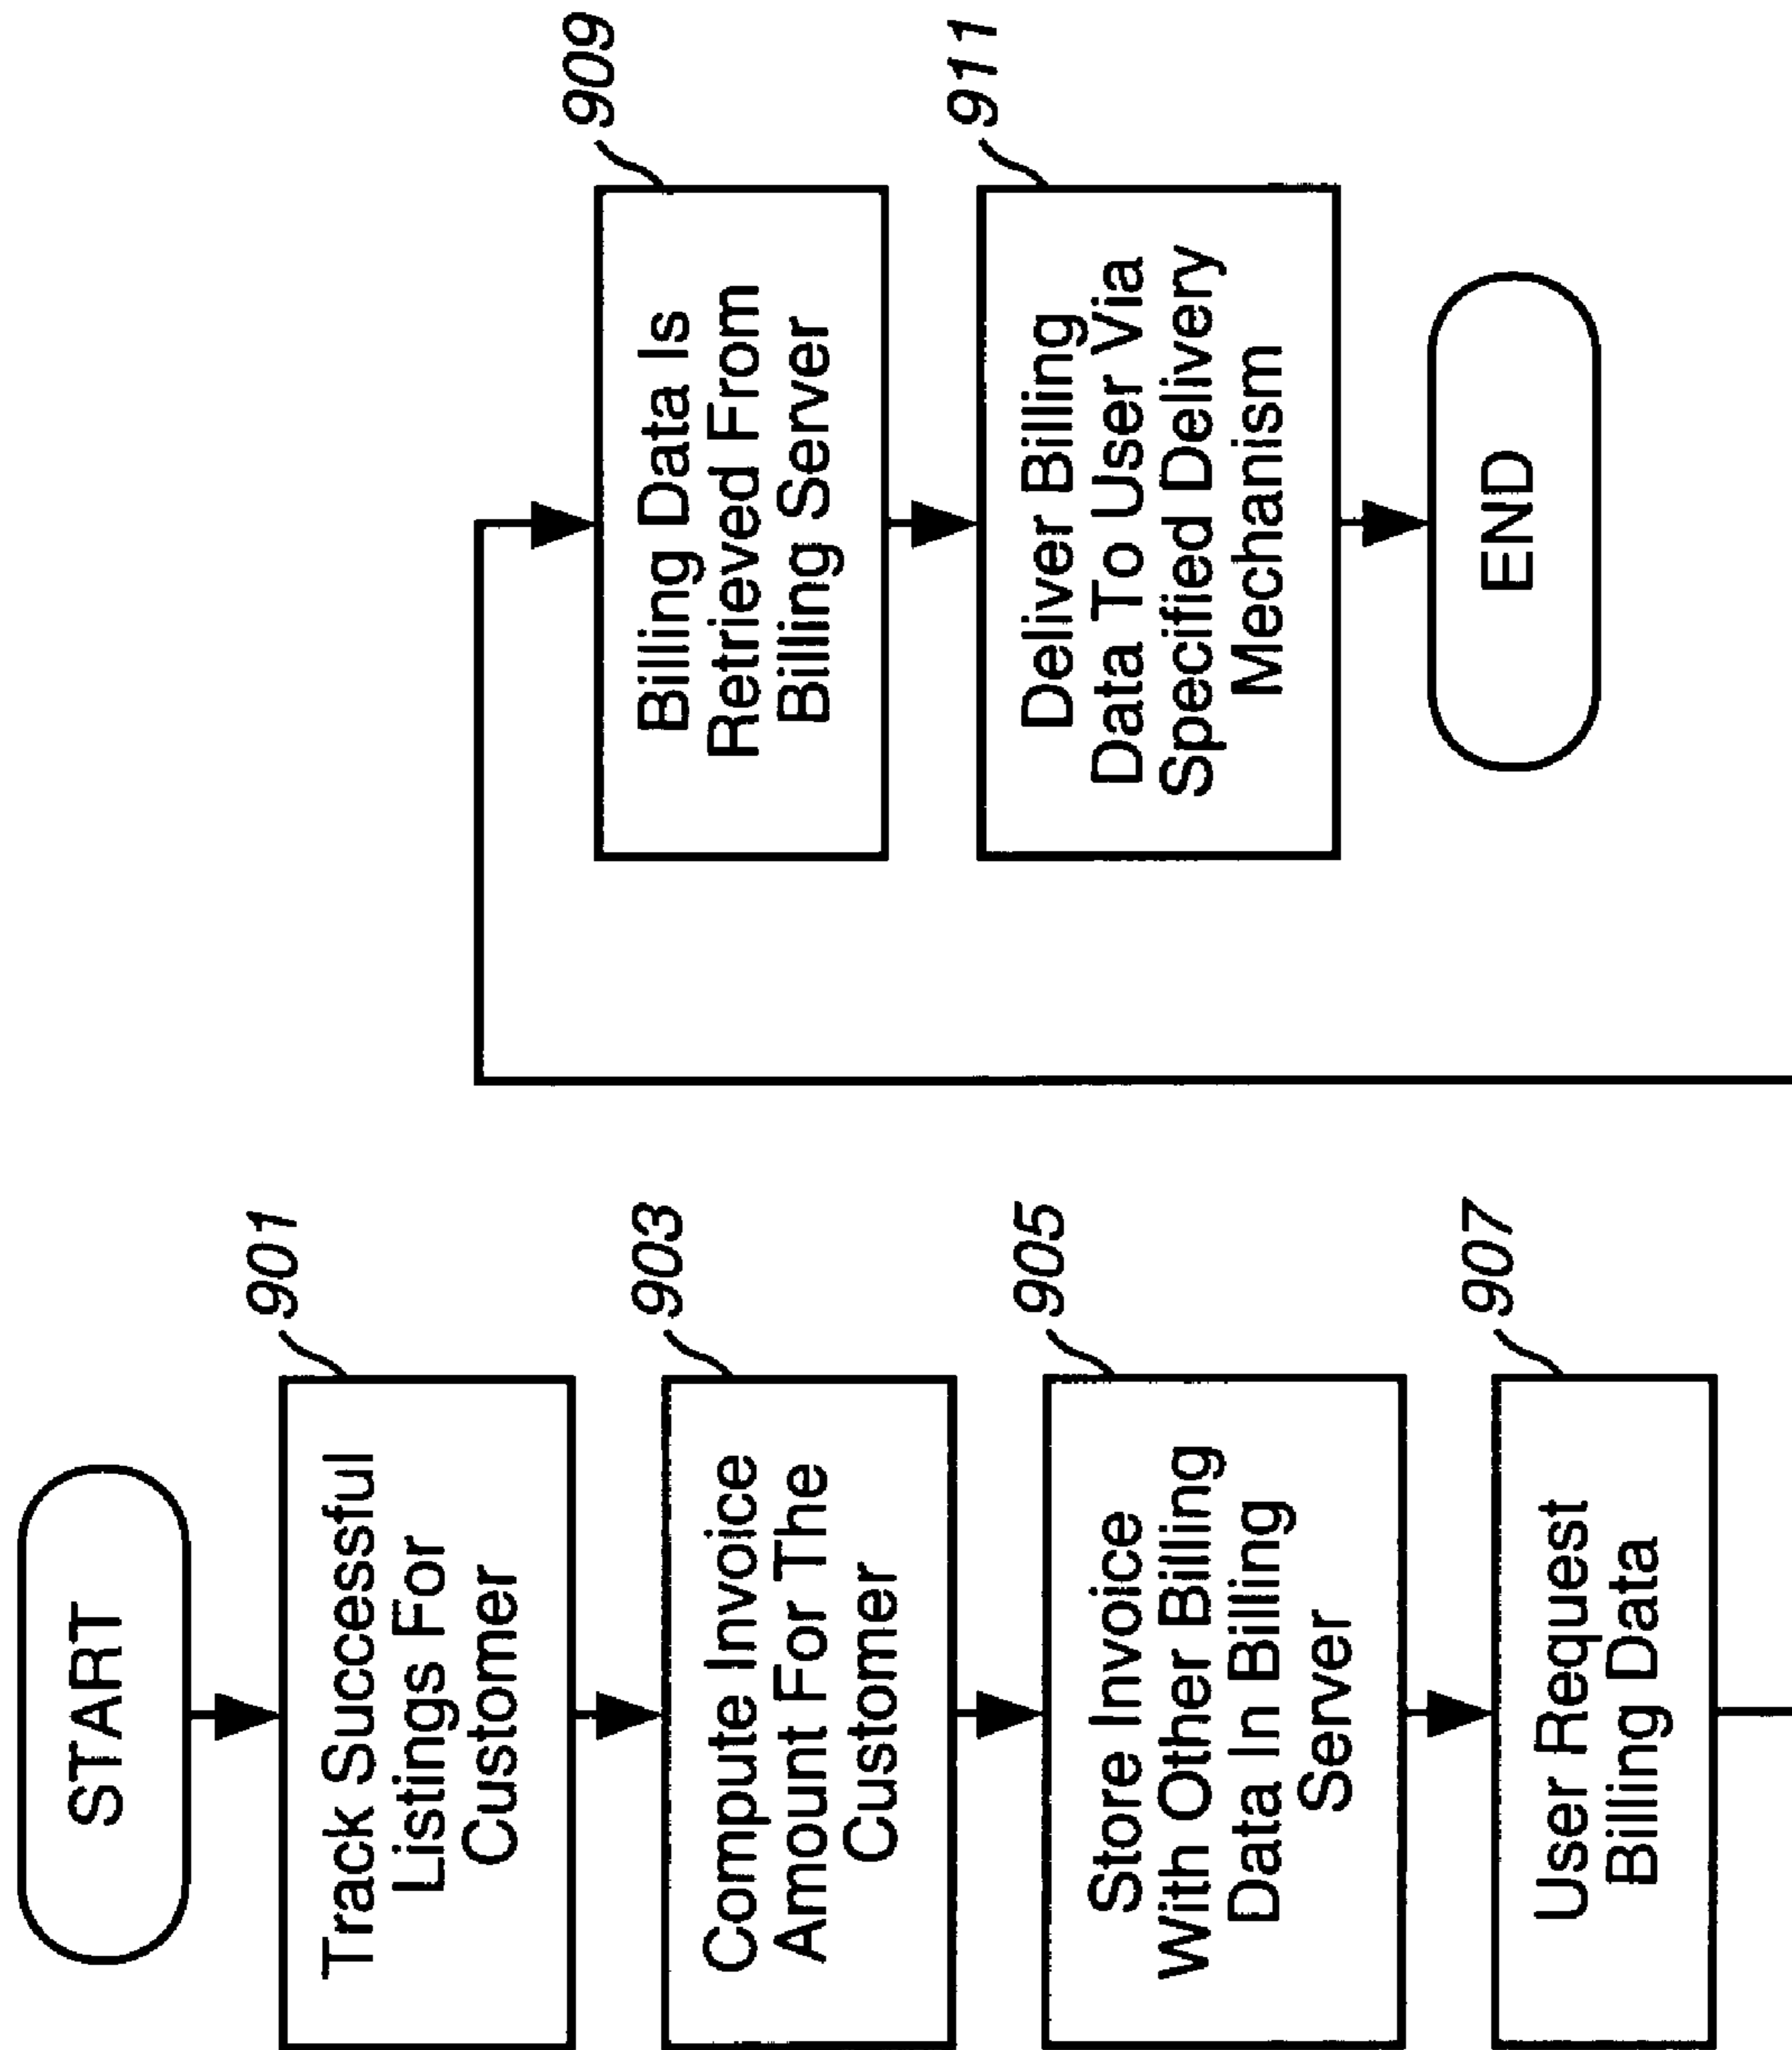 START
901
Track Successful
Listings For
Customer
903
Compute Invoice
Amount For The
Customer
905
Store Invoice
With Other Billing
Data In Billing
Server
907
User Request
Billing Data
909
Billing Data Is
Retrieved From
Billing Server
911
Deliver Billing
Data To User Via
Specified Delivery
Mechanism
END